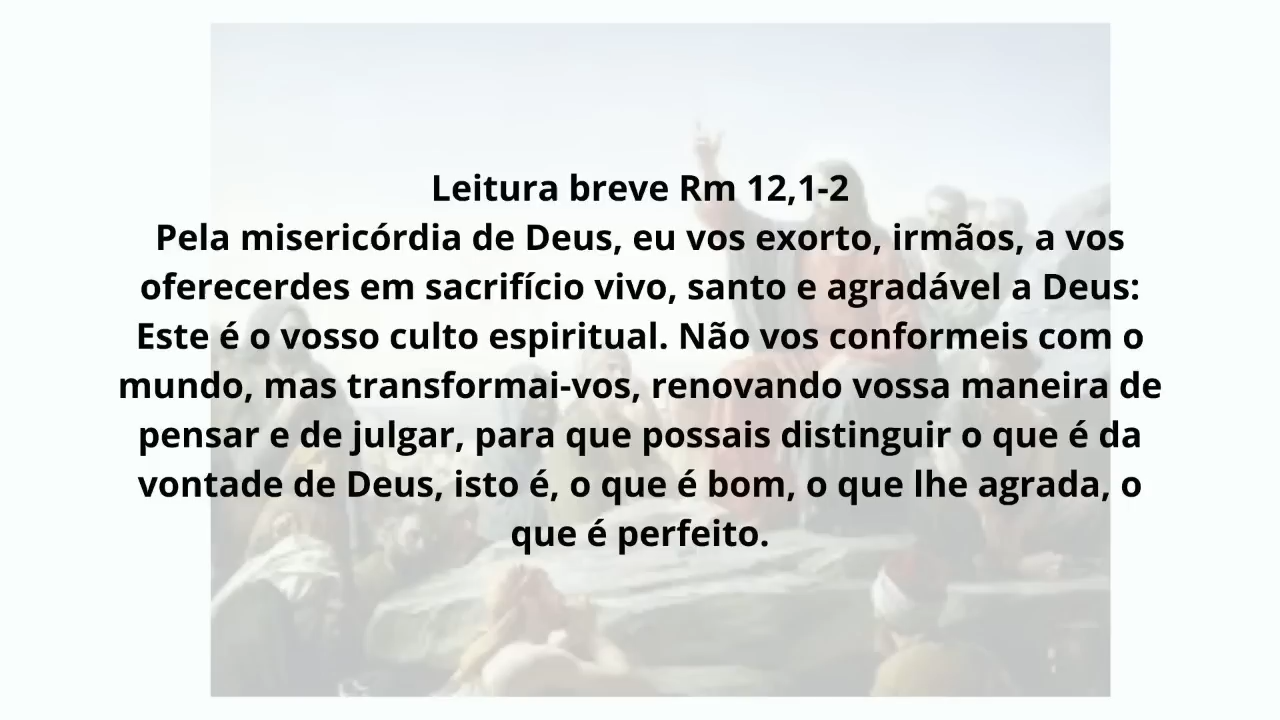 Leitura breve Rm 12,1-2
Pela misericórdia de Deus, eu vos exorto, irmãos, a vos
oferecerdes em sacrifício vivo, santo e agradável a Deus:
Este é o vosso culto espiritual. Não vos conformeis com o
mundo, mas transformai-vos, renovando vossa maneira de
pensar e de julgar, para que possais distinguir o que é da
vontade de Deus, isto é, o que é bom, o que lhe agrada, o
que é perfeito.